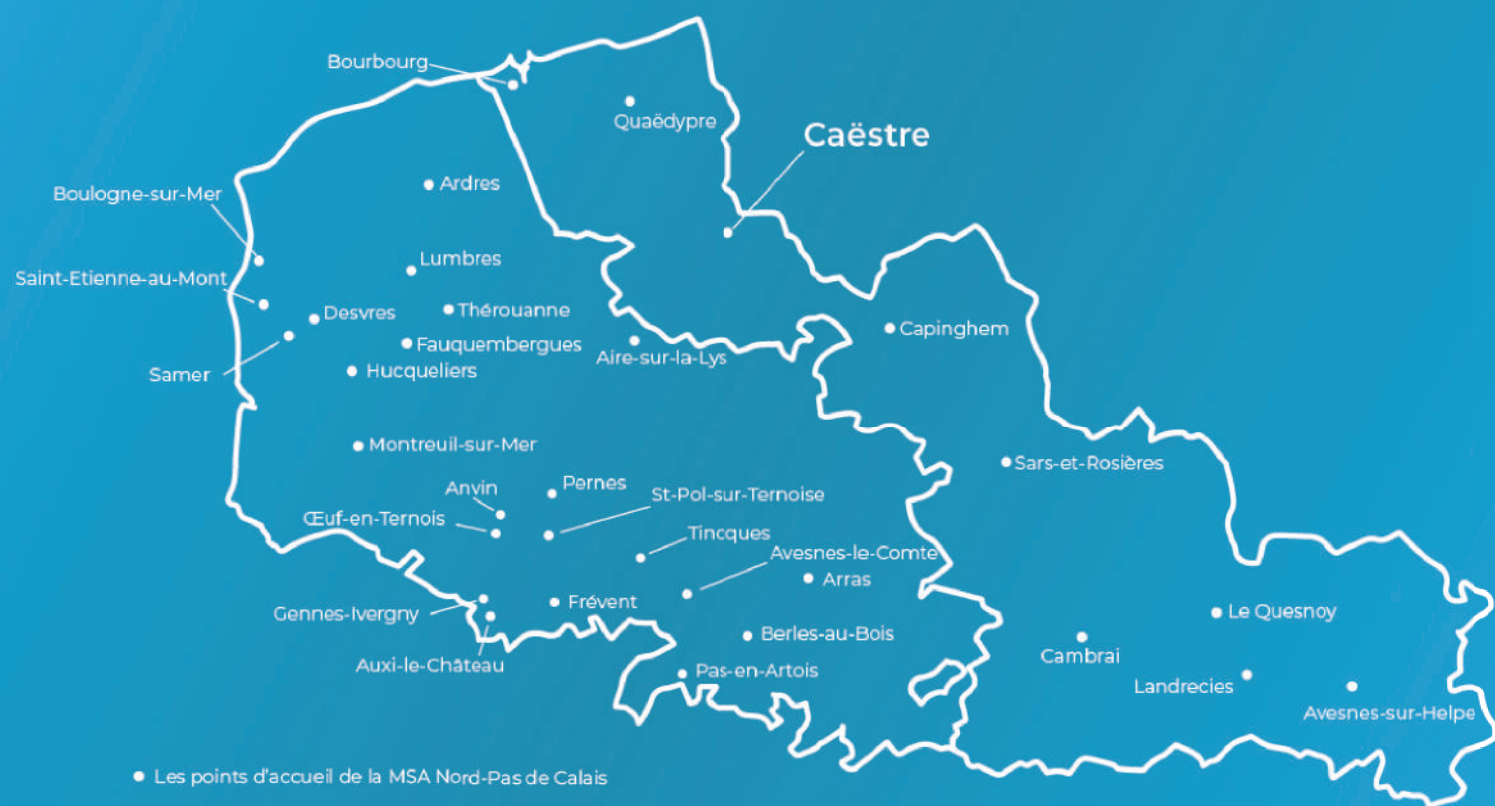 Bourbourg
Quaëdypre
Caëstre
Ardres
Boulogne-sur-Mer
Lumbres
Saint-Etienne-au-Mont
Desvres
Thérouanne
Capinghem
Fauquembergues
Aire-sur-la-Lys
Samer
Hucqueliers
Montreuil-sur-Mer
Sars-et-Rosières
Anvin
Pernes
St-Pol-sur-Ternoise
Œuf-en-Ternois
Tincques
Avesnes-le-Comte
Arras
Gennes-Ivergny
Frévent
Le Quesnoy
Berles-au-Bois
Cambrai
Auxi-le-Château
Pas-en-Artois
Landrecies
Avesnes-sur-Helpe
Les points d'accueil de la MSA Nord-Pas de Calais